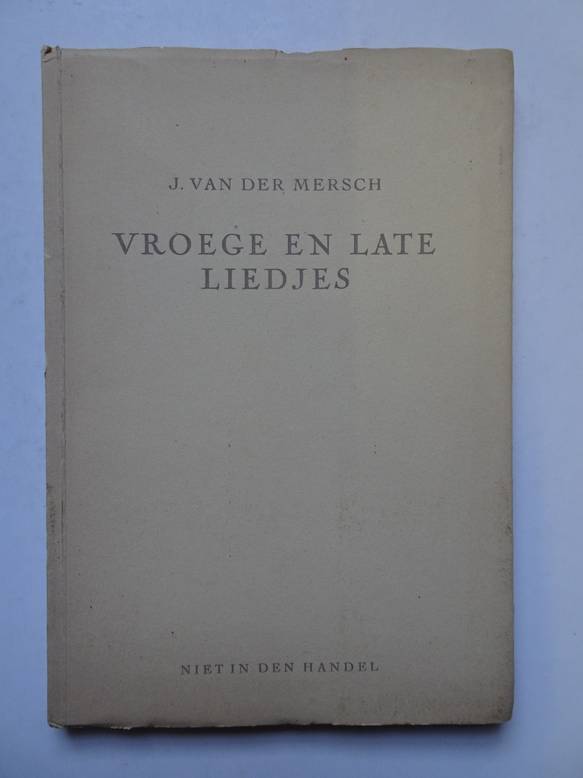 J. VAN DER MERSCH
VROEGE EN LATE
LIEDJES
NIET IN DEN HANDEL